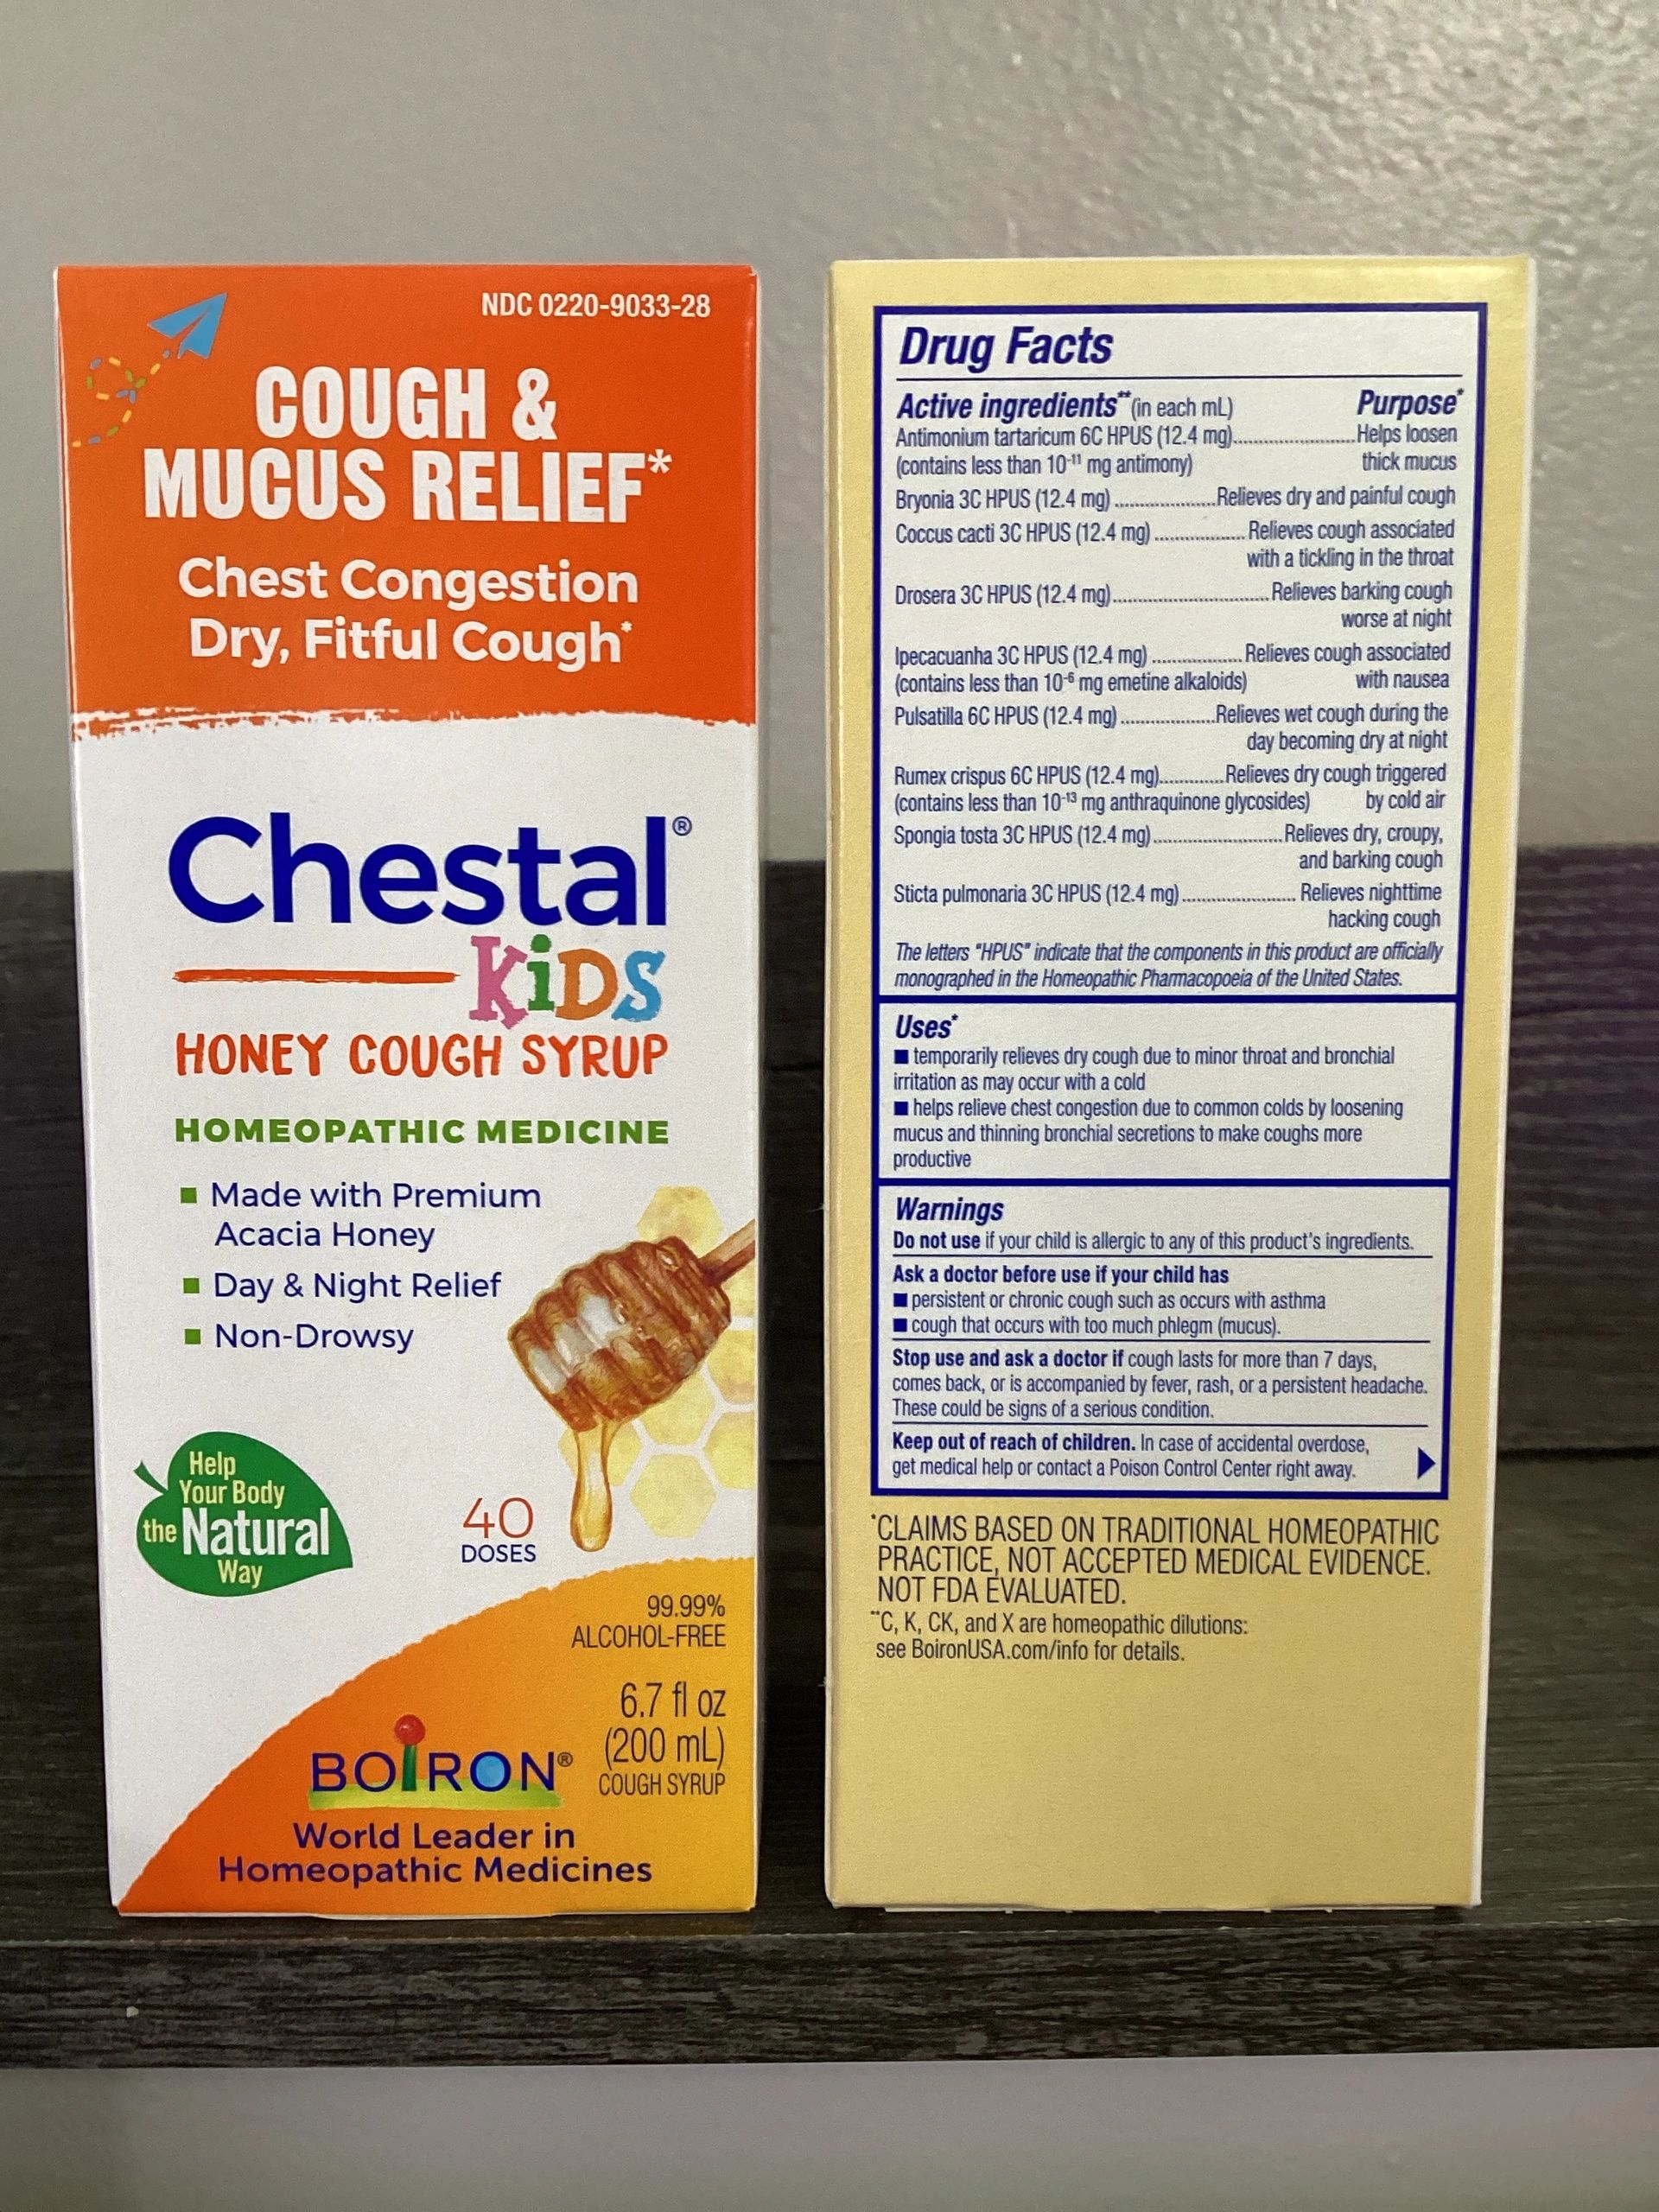 NDC 0220-9033-28
COUGH &
MUCUS RELIEF*
Chest Congestion
Dry, Fitful Cough*
Chestal®
KiDS
HONEY COUGH SYRUP
HOMEOPATHIC MEDICINE
■ Made with Premium
Acacia Honey
■ Day & Night Relief
■ Non-Drowsy
Help
Your Body
the Natural
Way
40
DOSES
99.99%
ALCOHOL-FREE
6.7 fl oz
(200 mL)
COUGH SYRUP
BOIRON®
World Leader in
Homeopathic Medicines
Drug Facts
Active ingredients** (in each mL) Purpose*
Antimonium tartaricum 6C HPUS (12.4 mg)......................Helps loosen
(contains less than 10⁻¹¹ mg antimony) thick mucus
Bryonia 3C HPUS (12.4 mg)...................Relieves dry and painful cough
Coccus cacti 3C HPUS (12.4 mg)..................Relieves cough associated
with a tickling in the throat
Drosera 3C HPUS (12.4 mg)..............................Relieves barking cough
worse at night
Ipecacuanha 3C HPUS (12.4 mg)..................Relieves cough associated
(contains less than 10⁻⁶ mg emetine alkaloids) with nausea
Pulsatilla 6C HPUS (12.4 mg)...................Relieves wet cough during the
day becoming dry at night
Rumex crispus 6C HPUS (12.4 mg).............Relieves dry cough triggered
(contains less than 10⁻¹³ mg anthraquinone glycosides) by cold air
Spongia tosta 3C HPUS (12.4 mg)..........................Relieves dry, croupy,
and barking cough
Sticta pulmonaria 3C HPUS (12.4 mg).......................Relieves nighttime
hacking cough
The letters "HPUS" indicate that the components in this product are officially
monographed in the Homeopathic Pharmacopoeia of the United States.
Uses*
■ temporarily relieves dry cough due to minor throat and bronchial
irritation as may occur with a cold
■ helps relieve chest congestion due to common colds by loosening
mucus and thinning bronchial secretions to make coughs more
productive
Warnings
Do not use if your child is allergic to any of this product's ingredients.
Ask a doctor before use if your child has
■ persistent or chronic cough such as occurs with asthma
■ cough that occurs with too much phlegm (mucus).
Stop use and ask a doctor if cough lasts for more than 7 days,
comes back, or is accompanied by fever, rash, or a persistent headache.
These could be signs of a serious condition.
Keep out of reach of children. In case of accidental overdose,
get medical help or contact a Poison Control Center right away.
*CLAIMS BASED ON TRADITIONAL HOMEOPATHIC
PRACTICE, NOT ACCEPTED MEDICAL EVIDENCE.
NOT FDA EVALUATED.
**C, K, CK, and X are homeopathic dilutions:
see BoironUSA.com/info for details.